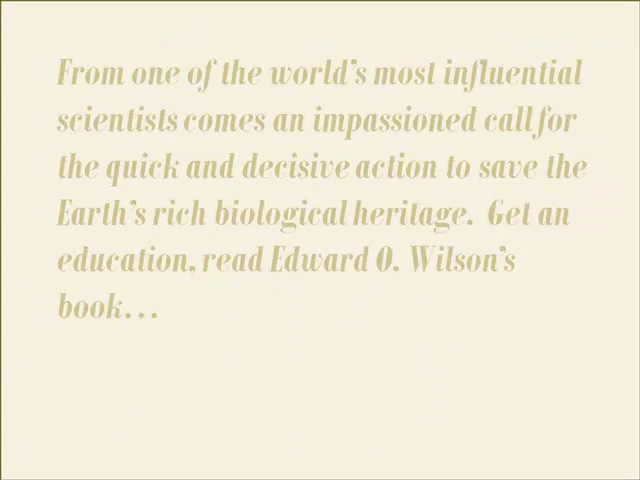 From one of the world's most influential
scientists comes an impassioned call for
the quick and decisive action to save the
Earth's rich biological heritage.  Get an
education, read Edward O. Wilson's
book…